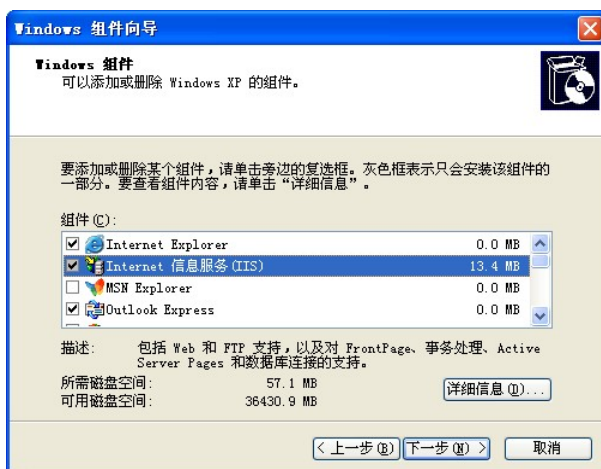 Windows 组件向导
Windows 组件
可以添加或删除 Windows XP 的组件。
要添加或删除某个组件，请单击旁边的复选框。灰色框表示只会安装该组件的
一部分。要查看组件内容，请单击“详细信息”。
组件(C):
Internet Explorer 0.0 MB
Internet 信息服务(IIS) 13.4 MB
MSN Explorer 0.0 MB
Outlook Express 0.0 MB
描述: 包括 Web 和 FTP 支持，以及对 FrontPage、事务处理、Active
Server Pages 和数据库连接的支持。
所需磁盘空间: 57.1 MB
可用磁盘空间: 36430.9 MB
详细信息(D)...
< 上一步(B) 下一步(N) > 取消